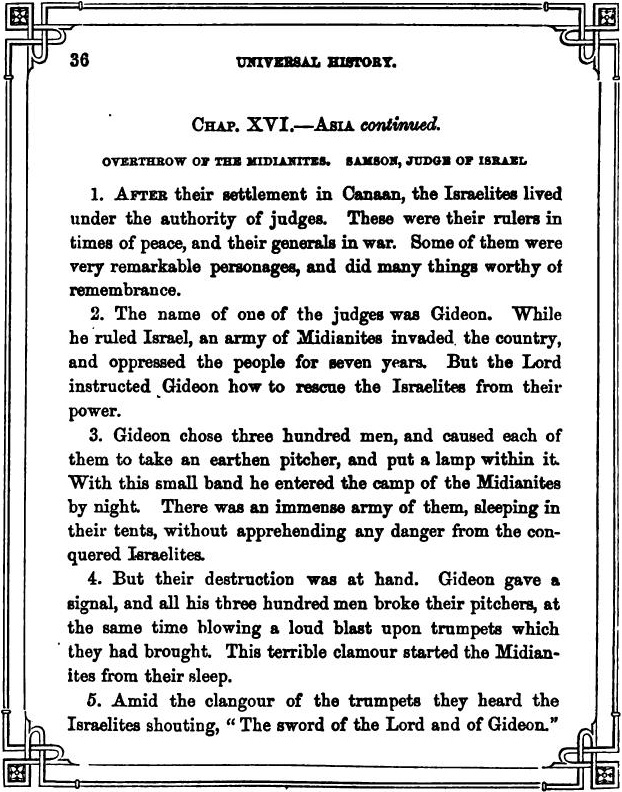 36
UNIVERSAL HISTORY.
CHAP. XVI.—ASIA continued.
OVERTHROW OF THE MIDIANITES. SAMSON, JUDGE OF ISRAEL
1. AFTER their settlement in Canaan, the Israelites lived
under the authority of judges. These were their rulers in
times of peace, and their generals in war. Some of them were
very remarkable personages, and did many things worthy of
remembrance.
2. The name of one of the judges was Gideon. While
he ruled Israel, an army of Midianites invaded the country,
and oppressed the people for seven years. But the Lord
instructed Gideon how to rescue the Israelites from their
power.
3. Gideon chose three hundred men, and caused each of
them to take an earthen pitcher, and put a lamp within it.
With this small band he entered the camp of the Midianites
by night. There was an immense army of them, sleeping in
their tents, without apprehending any danger from the con-
quered Israelites.
4. But their destruction was at hand. Gideon gave a
signal, and all his three hundred men broke their pitchers, at
the same time blowing a loud blast upon trumpets which
they had brought. This terrible clamour started the Midian-
ites from their sleep.
5. Amid the clangour of the trumpets they heard the
Israelites shouting, “ The sword of the Lord and of Gideon.”